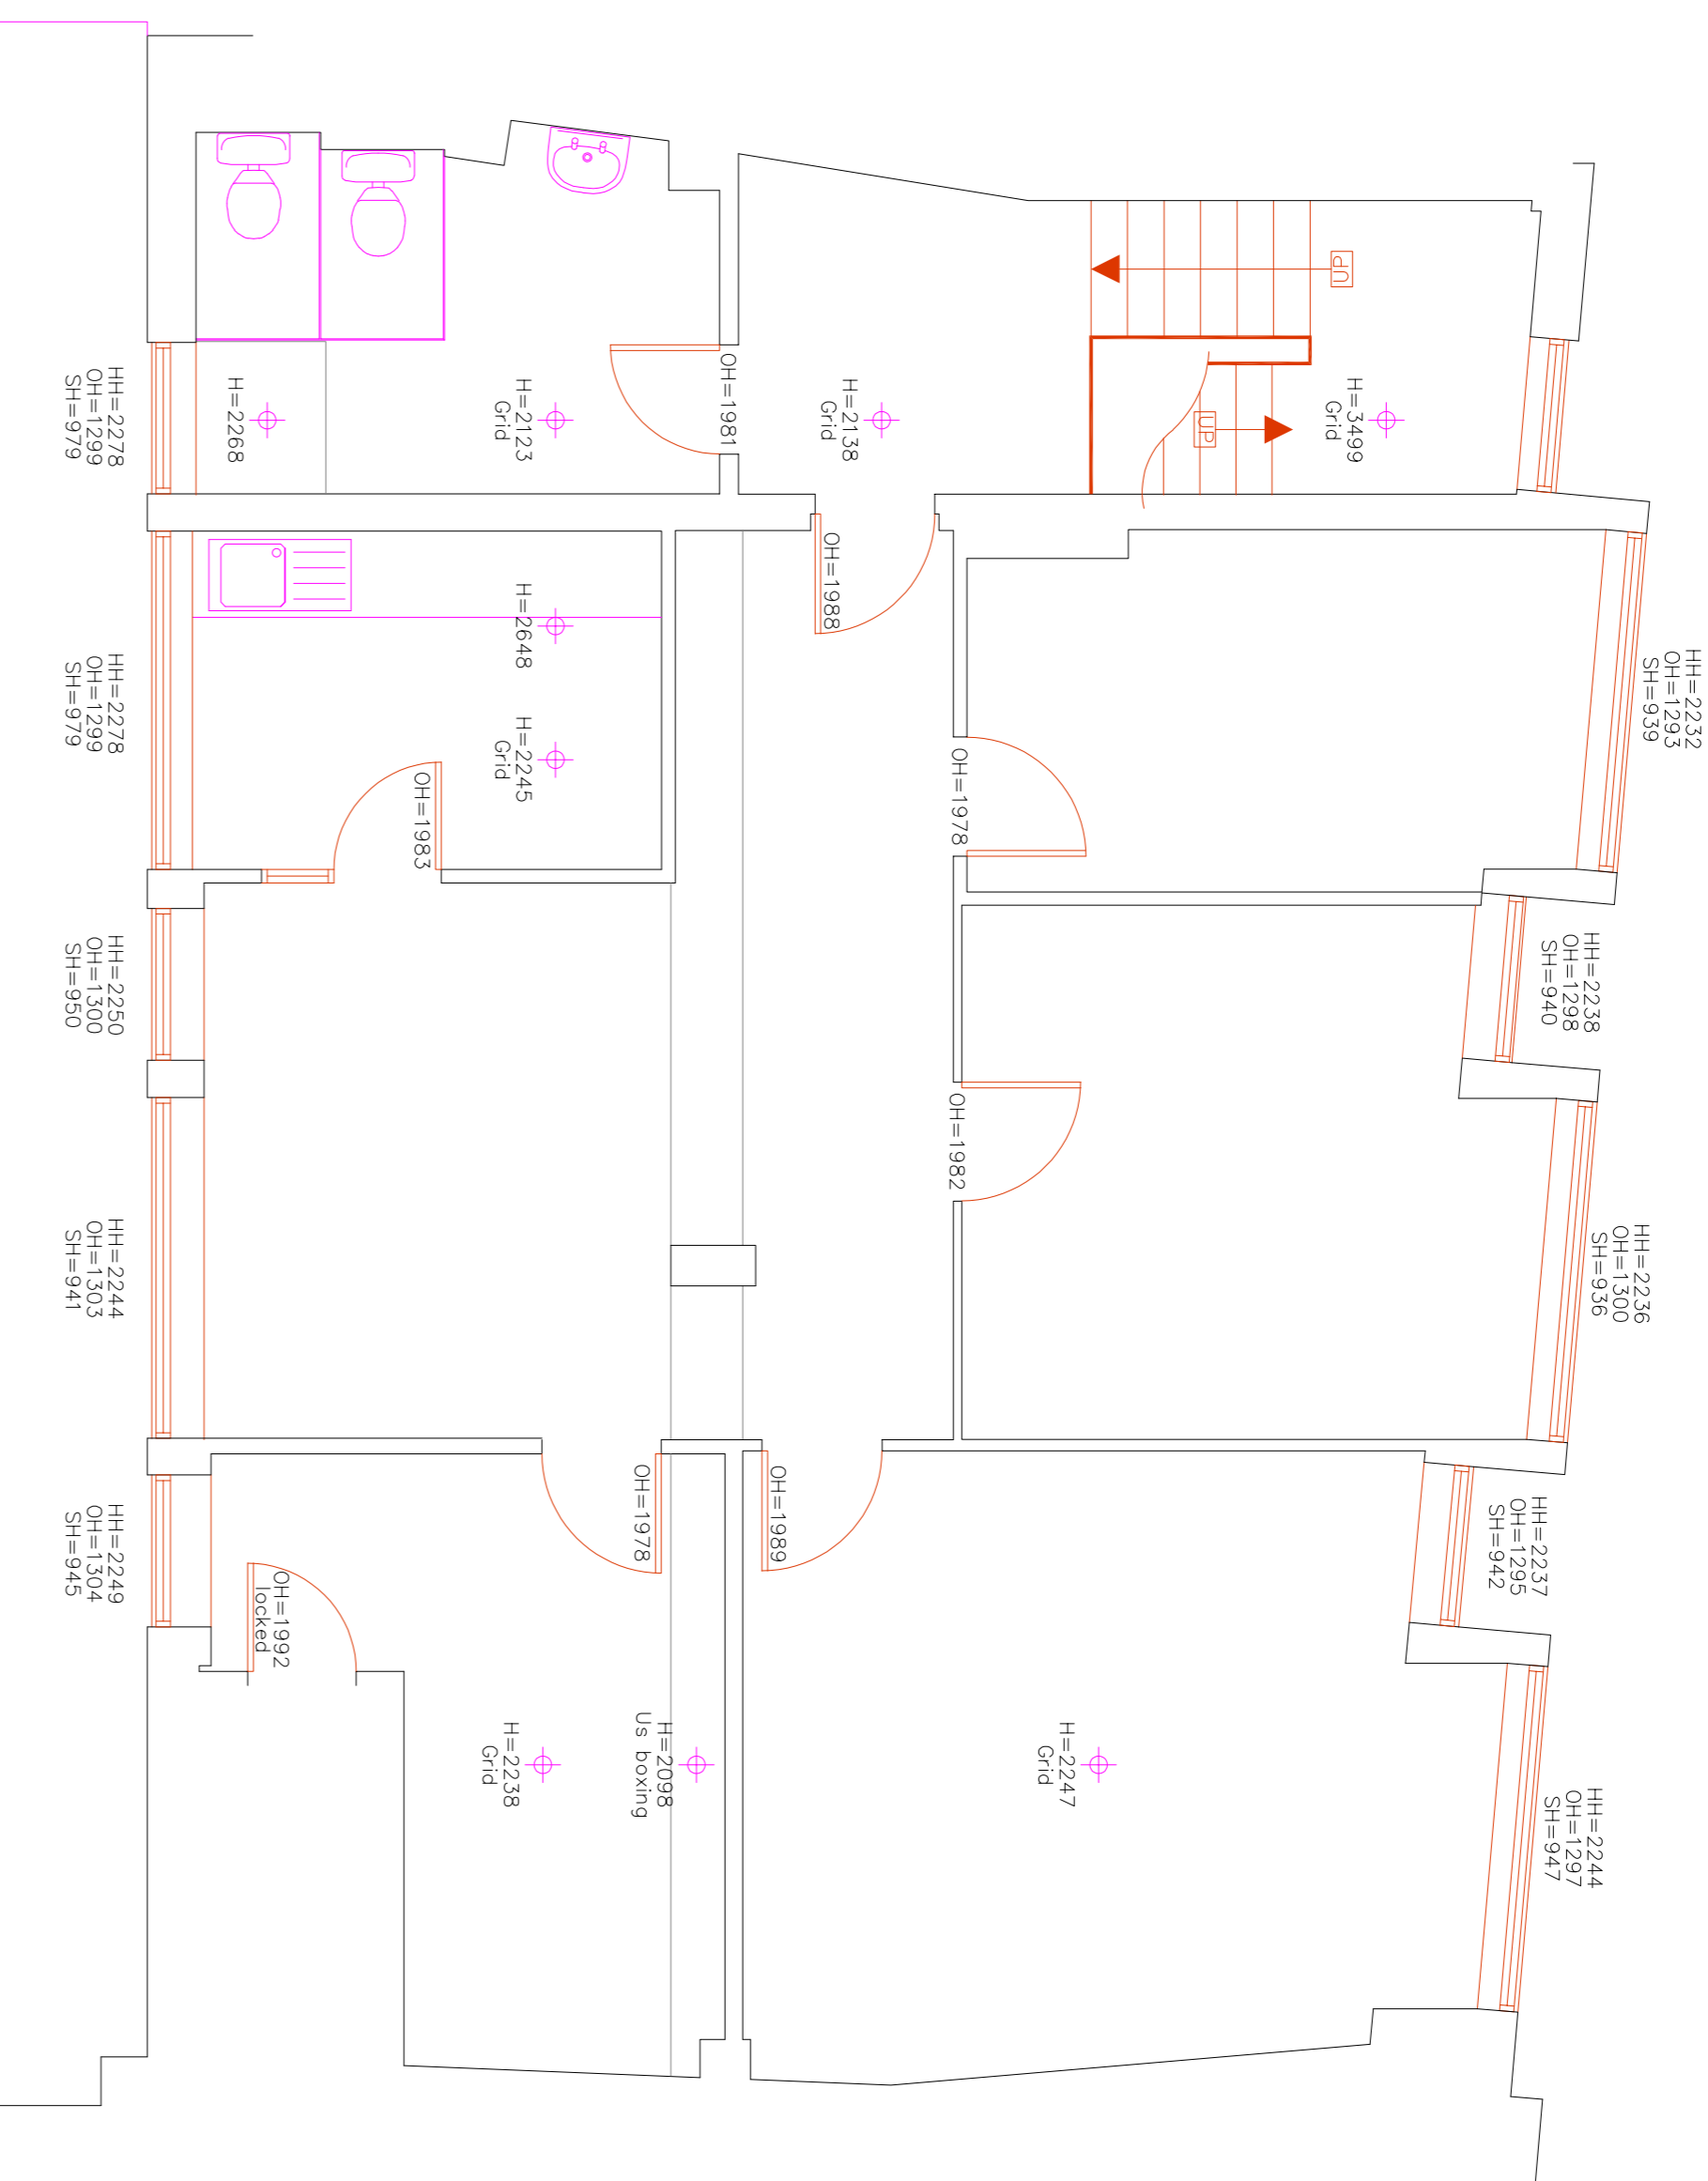 HH=2232
OH=1293
SH=939
HH=2238
OH=1298
SH=940
HH=2236
OH=1300
SH=936
HH=2237
OH=1295
SH=942
HH=2244
OH=1297
SH=947
UP
H=3499
Grid
UP
H=2138
Grid
OH=1988
OH=1978
OH=1982
OH=1989
H=2247
Grid
OH=1981
H=2123
Grid
H=2268
H=2648
H=2245
Grid
OH=1983
OH=1978
H=2098
Us boxing
H=2238
Grid
OH=1992
locked
HH=2278
OH=1299
SH=979
HH=2278
OH=1299
SH=979
HH=2250
OH=1300
SH=950
HH=2244
OH=1303
SH=941
HH=2249
OH=1304
SH=945